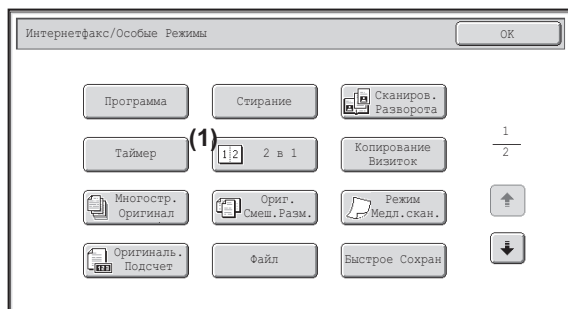 Интернетфакс/Особые Режимы
OK
Программа
Стирание
Сканиров.
Разворота
Таймер
(1)
1 2
2 в 1
Копирование
Визиток
1
2
Многостр.
Оригинал
Ориг.
Смеш.Разм.
Режим
Медл.скан.
Оригиналь.
Подсчет
123
Файл
Быстрое Сохран